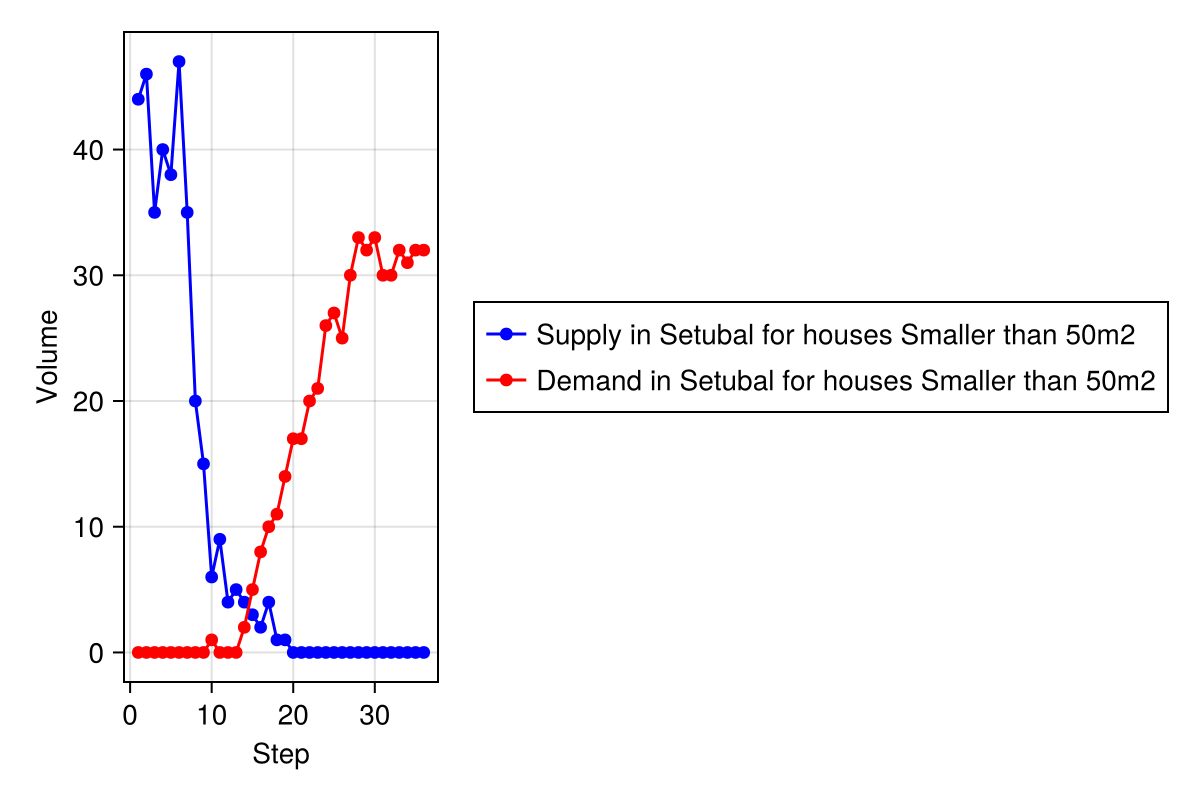 Volume
40
30
20
10
0
0 10 20 30
Step
Supply in Setubal for houses Smaller than 50m2
Demand in Setubal for houses Smaller than 50m2